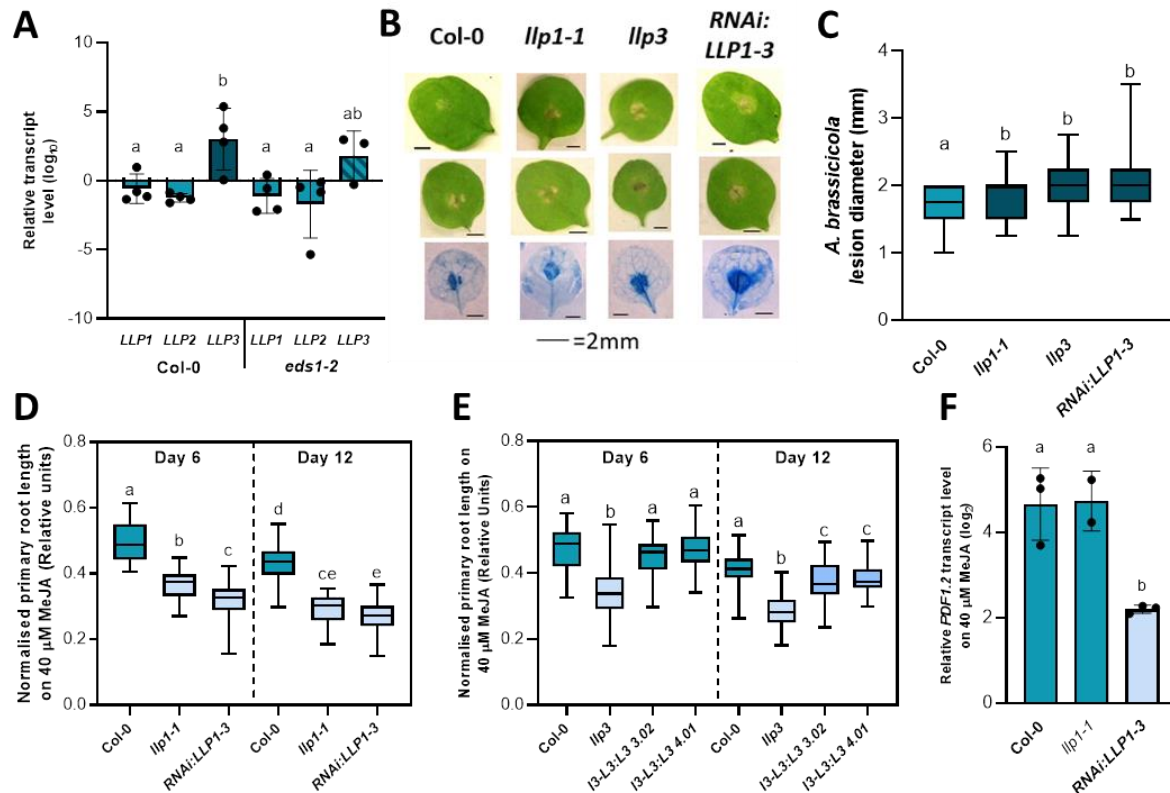 A
Relative transcript
level (log₁₀)
10
5
0
-5
-10
a
a
b
a
a
ab
LLP1
LLP2
LLP3
LLP1
LLP2
LLP3
Col-0
eds1-2
B
Col-0
llp1-1
llp3
RNAi:
LLP1-3
=2mm
C
A. brassicicola
lesion diameter (mm)
4
3
2
1
0
a
b
b
b
Col-0
llp1-1
llp3
RNAi:LLP1-3
D
Normalised primary root length
on 40 µM MeJA (Relative units)
0.8
0.6
0.4
0.2
0.0
Day 6
Day 12
a
b
c
d
ce
e
Col-0
llp1-1
RNAi:LLP1-3
Col-0
llp1-1
RNAi:LLP1-3
E
Normalised primary root length on
40 µM MeJA (Relative Units)
0.8
0.6
0.4
0.2
0.0
Day 6
Day 12
a
b
a
a
a
b
c
c
Col-0
llp3
l3-L3:L3 3.02
l3-L3:L3 4.01
Col-0
llp3
l3-L3:L3 3.02
l3-L3:L3 4.01
F
Relative PDF1.2 transcript level
on 40 µM MeJA (log₂)
6
4
2
0
a
a
b
Col-0
llp1-1
RNAi:LLP1-3